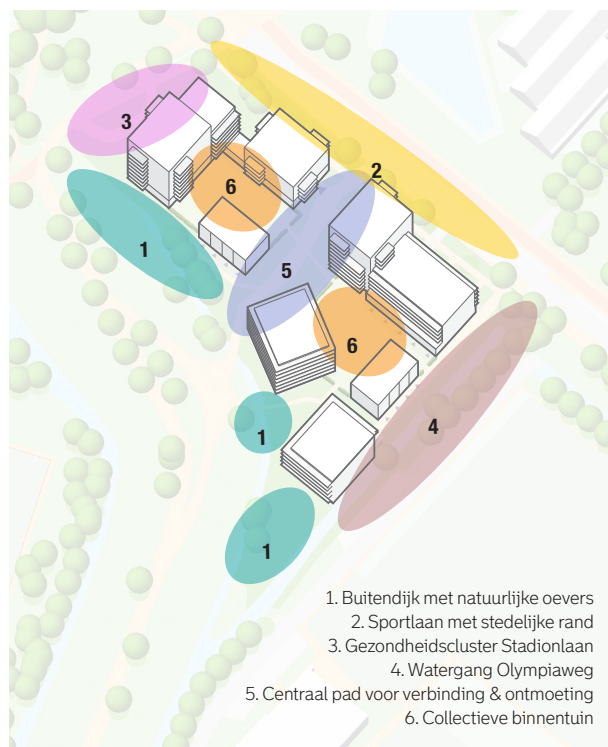 3
2
6
1
5
6
1
4
1
1. Buitendijk met natuurlijke oevers
2. Sportlaan met stedelijke rand
3. Gezondheidscluster Stadionlaan
4. Watergang Olympiaweg
5. Centraal pad voor verbinding & ontmoeting
6. Collectieve binnentuin